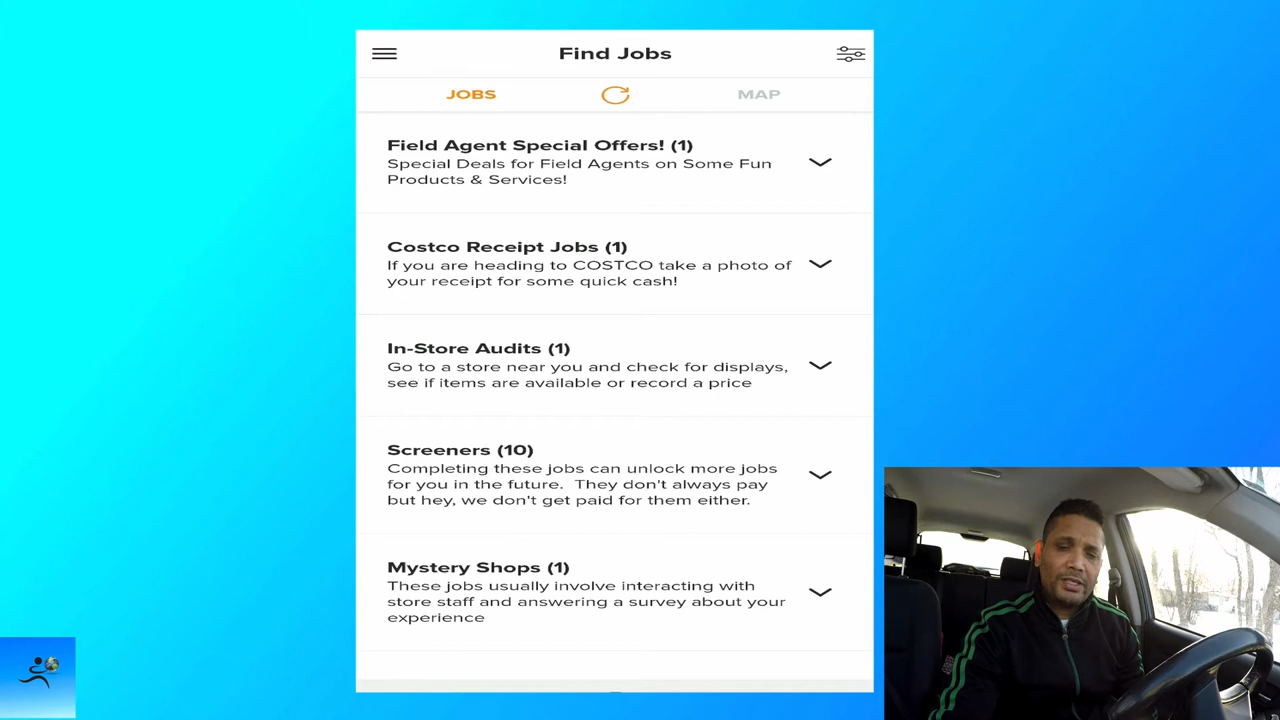 Find Jobs
JOBS
MAP
Field Agent Special Offers! (1)
Special Deals for Field Agents on Some Fun
Products & Services!
Costco Receipt Jobs (1)
If you are heading to COSTCO take a photo of
your receipt for some quick cash!
In-Store Audits (1)
Go to a store near you and check for displays,
see if items are available or record a price
Screeners (10)
Completing these jobs can unlock more jobs
for you in the future.  They don't always pay
but hey, we don't get paid for them either.
Mystery Shops (1)
These jobs usually involve interacting with
store staff and answering a survey about your
experience